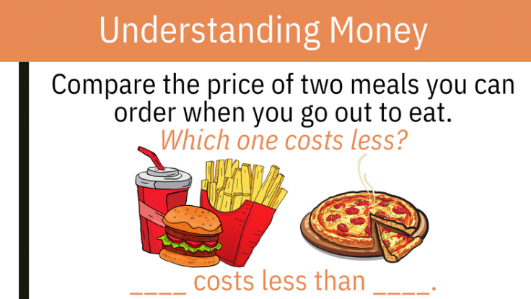 Understanding Money
Compare the price of two meals you can
order when you go out to eat.
Which one costs less?
____ costs less than ____.